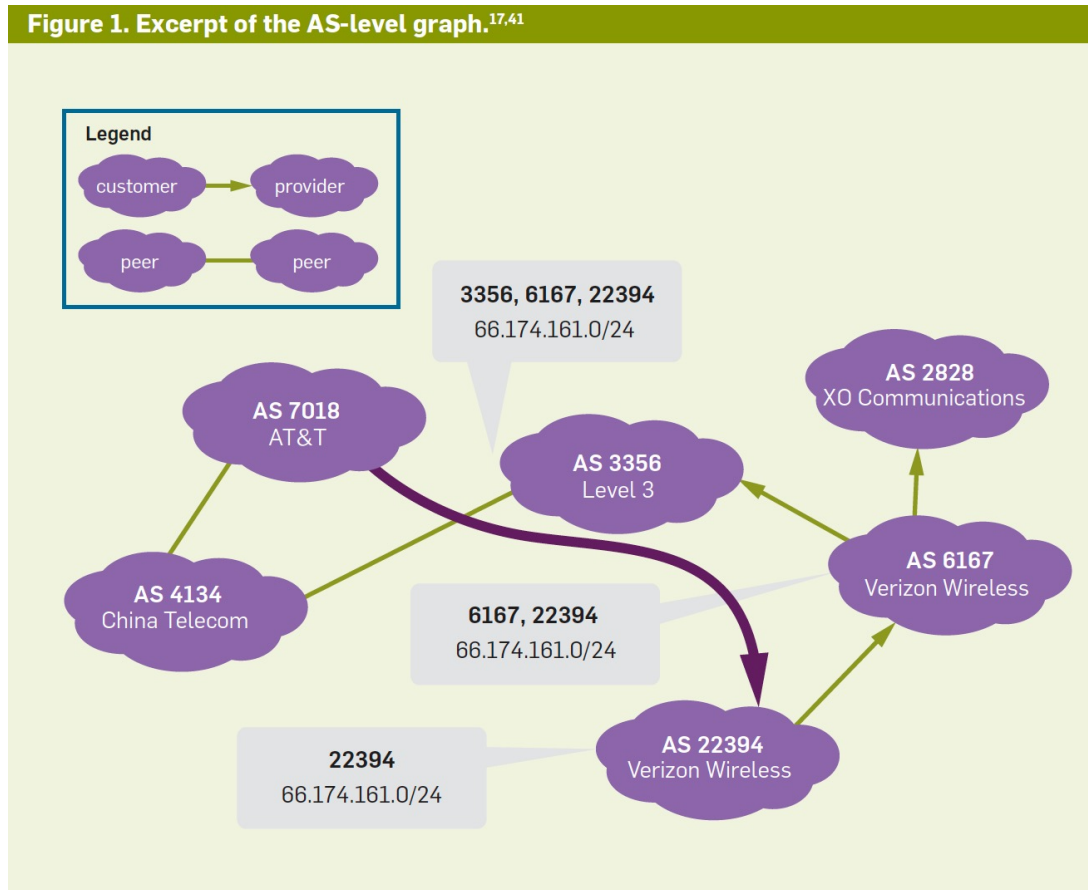 Figure 1. Excerpt of the AS-level graph.17,41
Legend
customer
provider
peer
peer
3356, 6167, 22394
66.174.161.0/24
AS 2828
XO Communications
AS 7018
AT&T
AS 3356
Level 3
AS 6167
Verizon Wireless
AS 4134
China Telecom
6167, 22394
66.174.161.0/24
AS 22394
Verizon Wireless
22394
66.174.161.0/24